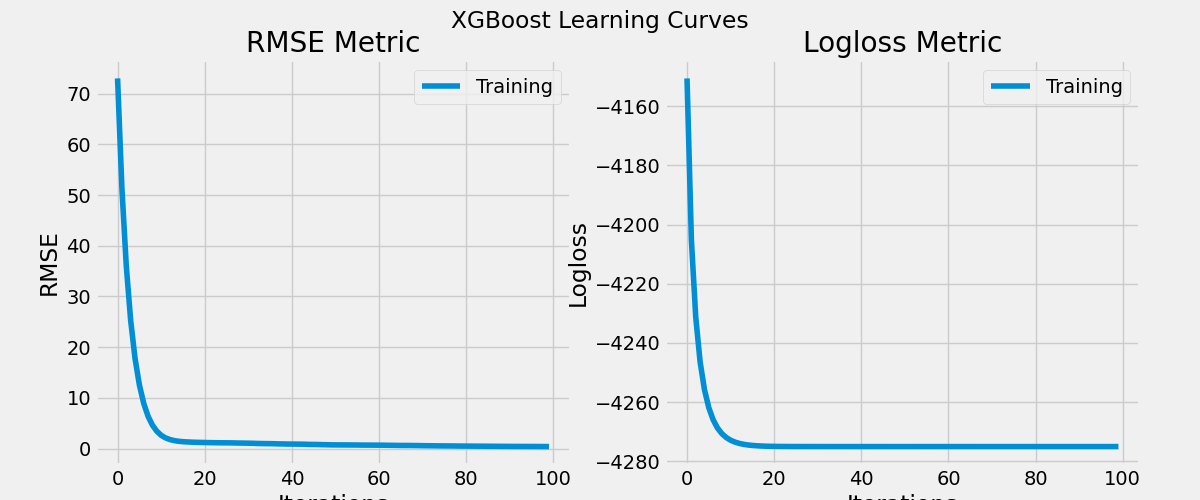 XGBoost Learning Curves
RMSE Metric
Training
RMSE
70
60
50
40
30
20
10
0
0 20 40 60 80 100
Iterations
Logloss Metric
Training
Logloss
−4160
−4180
−4200
−4220
−4240
−4260
−4280
0 20 40 60 80 100
Iterations